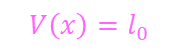 V(x) = l₀